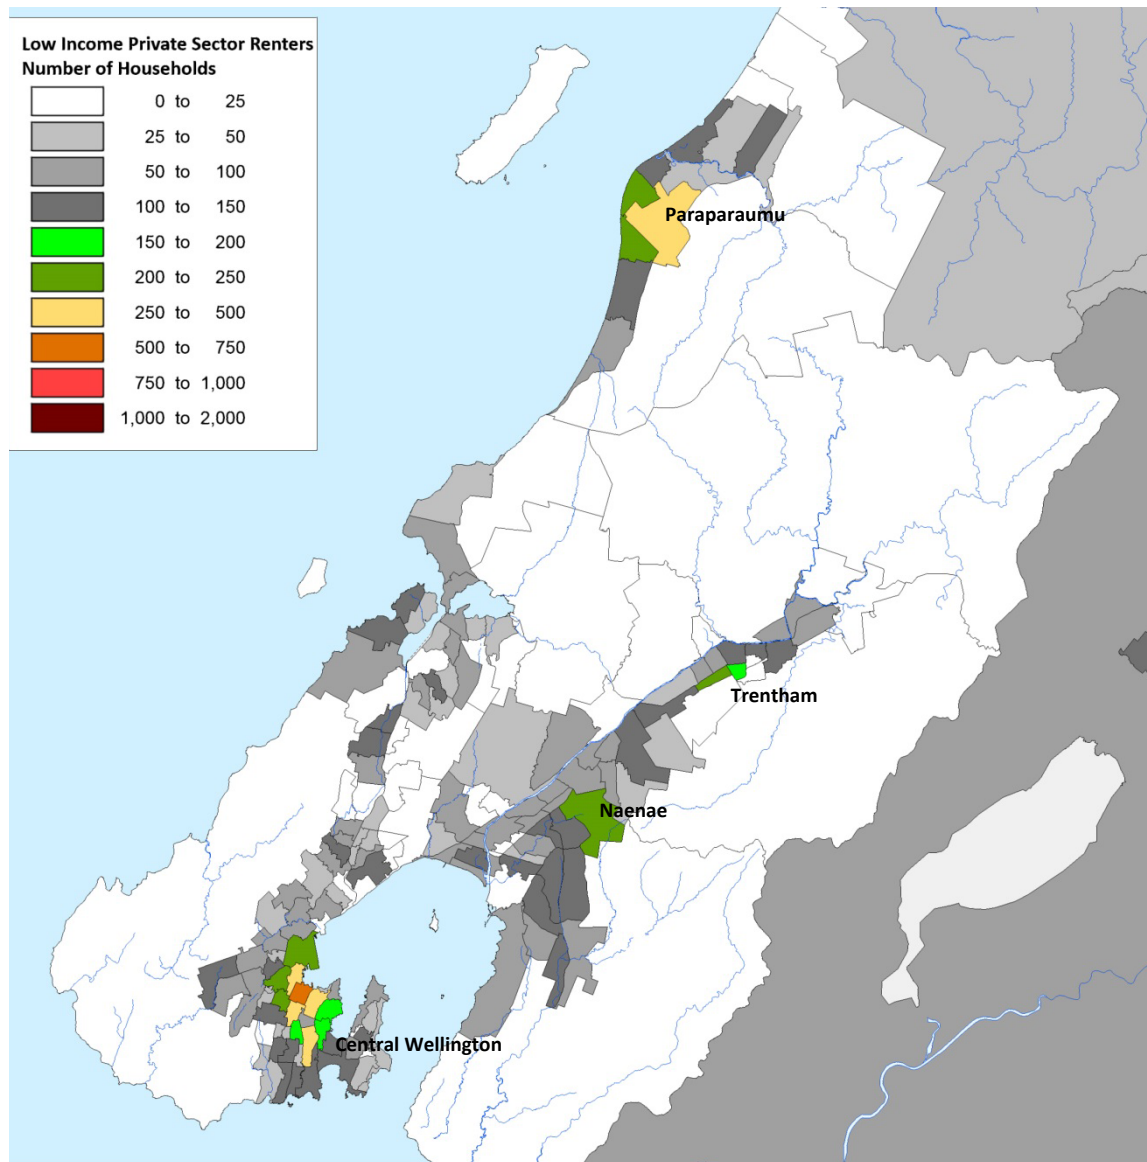 Low Income Private Sector Renters
Number of Households
0 to 25
25 to 50
50 to 100
100 to 150
150 to 200
200 to 250
250 to 500
500 to 750
750 to 1,000
1,000 to 2,000
Paraparaumu
Trentham
Naenae
Central Wellington